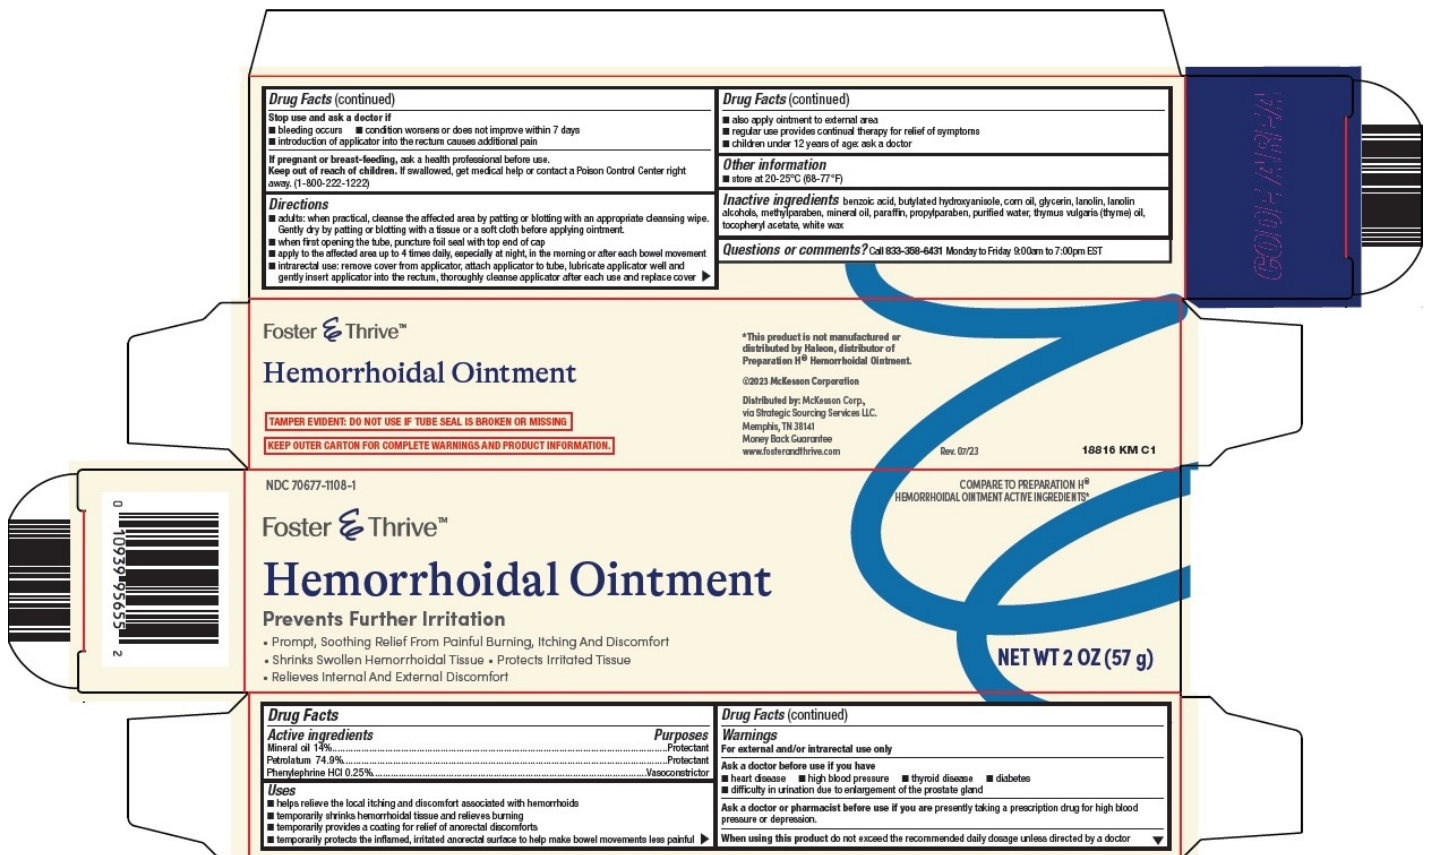 Drug Facts (continued)
Stop use and ask a doctor if
■ bleeding occurs ■ condition worsens or does not improve within 7 days
■ introduction of applicator into the rectum causes additional pain
If pregnant or breast-feeding, ask a health professional before use.
Keep out of reach of children. If swallowed, get medical help or contact a Poison Control Center right
away. (1-800-222-1222)
Directions
■ adults: when practical, cleanse the affected area by patting or blotting with an appropriate cleansing wipe.
Gently dry by patting or blotting with a tissue or a soft cloth before applying ointment.
■ when first opening the tube, puncture foil seal with top end of cap
■ apply to the affected area up to 4 times daily, especially at night, in the morning or after each bowel movement
■ intrarectal use: remove cover from applicator, attach applicator to tube, lubricate applicator well and
gently insert applicator into the rectum, thoroughly cleanse applicator after each use and replace cover
Drug Facts (continued)
■ also apply ointment to external area
■ regular use provides continual therapy for relief of symptoms
■ children under 12 years of age: ask a doctor
Other information
■ store at 20-25°C (68-77°F)
Inactive ingredients benzoic acid, butylated hydroxyanisole, corn oil, glycerin, lanolin, lanolin
alcohols, methylparaben, mineral oil, paraffin, propylparaben, purified water, thymus vulgaris (thyme) oil,
tocopheryl acetate, white wax
Questions or comments? Call 833-358-6431 Monday to Friday 9:00am to 7:00pm EST
Foster & Thrive™
Hemorrhoidal Ointment
TAMPER EVIDENT: DO NOT USE IF TUBE SEAL IS BROKEN OR MISSING
KEEP OUTER CARTON FOR COMPLETE WARNINGS AND PRODUCT INFORMATION.
*This product is not manufactured or
distributed by Haleon, distributor of
Preparation H® Hemorrhoidal Ointment.
©2023 McKesson Corporation
Distributed by: McKesson Corp.,
via Strategic Sourcing Services LLC.
Memphis, TN 38141
Money Back Guarantee
www.fosterandthrive.com
Rev. 07/23
18816 KM C1
NDC 70677-1108-1
COMPARE TO PREPARATION H®
HEMORRHOIDAL OINTMENT ACTIVE INGREDIENTS*
Foster & Thrive™
Hemorrhoidal Ointment
Prevents Further Irritation
• Prompt, Soothing Relief From Painful Burning, Itching And Discomfort
• Shrinks Swollen Hemorrhoidal Tissue • Protects Irritated Tissue
• Relieves Internal And External Discomfort
NET WT 2 OZ (57 g)
0 10939 95655 2
Drug Facts
Active ingredients Purposes
Mineral oil 14%....Protectant
Petrolatum 74.9%....Protectant
Phenylephrine HCl 0.25%....Vasoconstrictor
Uses
■ helps relieve the local itching and discomfort associated with hemorrhoids
■ temporarily shrinks hemorrhoidal tissue and relieves burning
■ temporarily provides a coating for relief of anorectal discomforts
■ temporarily protects the inflamed, irritated anorectal surface to help make bowel movements less painful
Drug Facts (continued)
Warnings
For external and/or intrarectal use only
Ask a doctor before use if you have
■ heart disease ■ high blood pressure ■ thyroid disease ■ diabetes
■ difficulty in urination due to enlargement of the prostate gland
Ask a doctor or pharmacist before use if you are presently taking a prescription drug for high blood
pressure or depression.
When using this product do not exceed the recommended daily dosage unless directed by a doctor